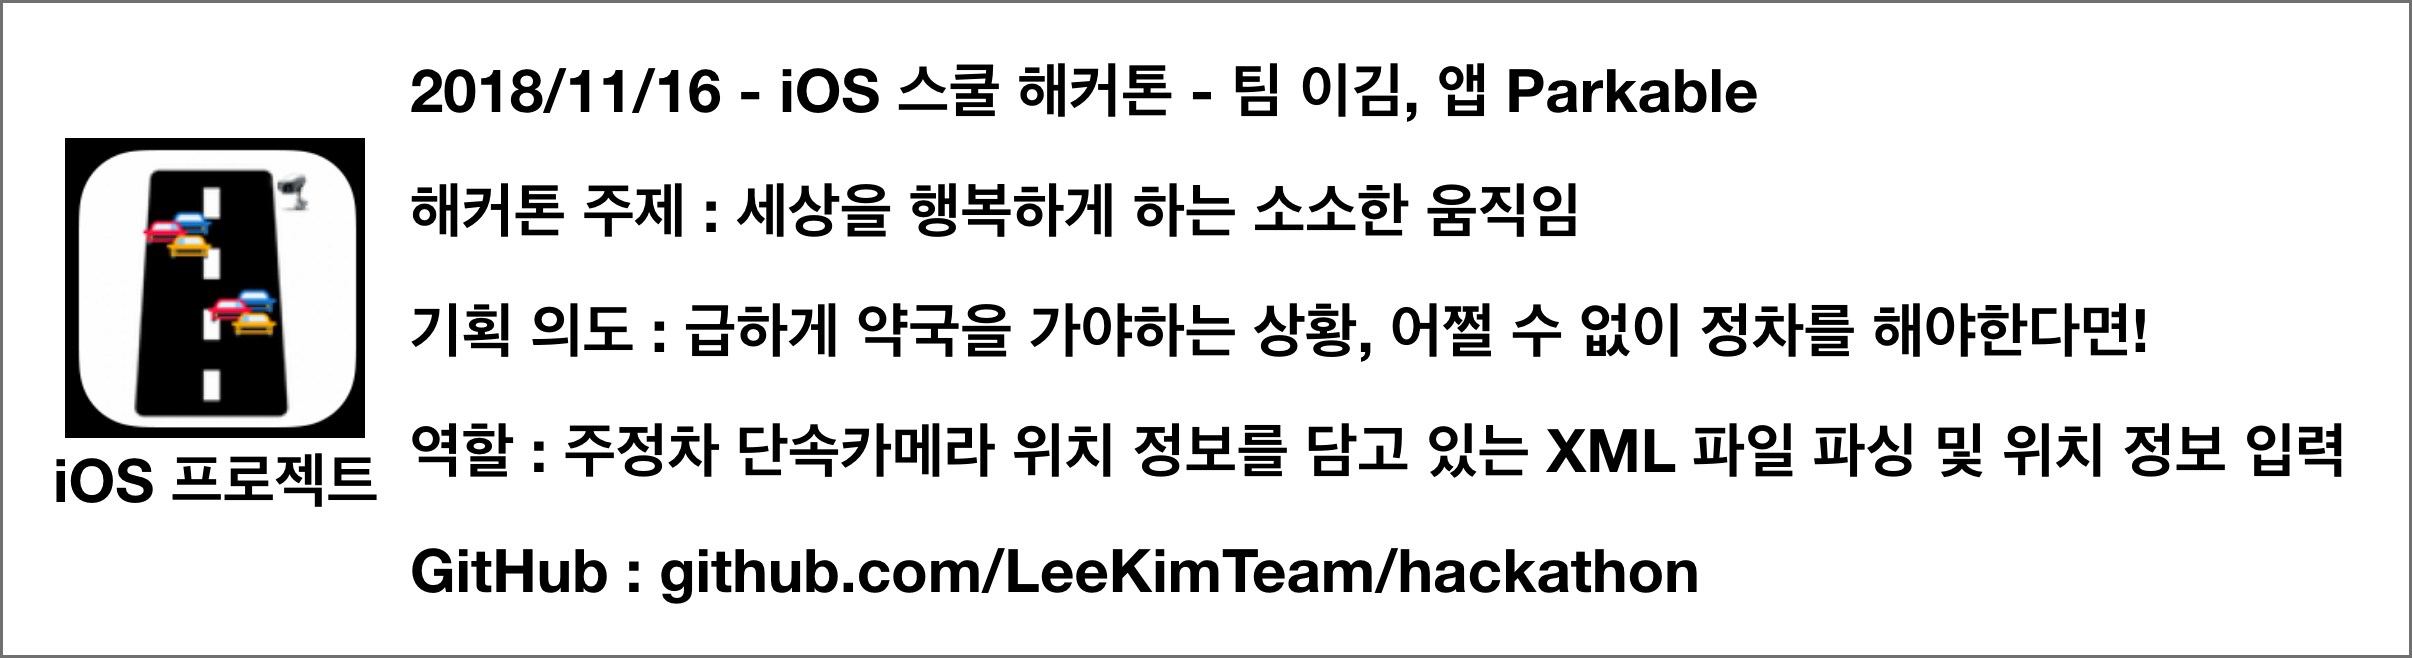 2018/11/16 - iOS 스쿨 해커톤 - 팀 이김, 앱 Parkable
해커톤 주제 : 세상을 행복하게 하는 소소한 움직임
기획 의도 : 급하게 약국을 가야하는 상황, 어쩔 수 없이 정차를 해야한다면!
역할 : 주정차 단속카메라 위치 정보를 담고 있는 XML 파일 파싱 및 위치 정보 입력
iOS 프로젝트
GitHub : github.com/LeeKimTeam/hackathon